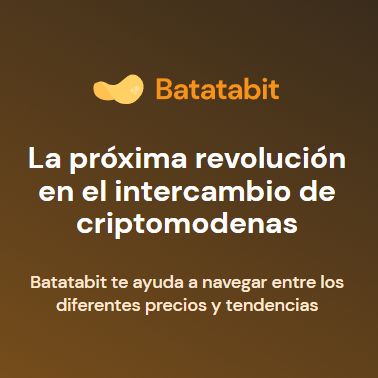 Batatabit
La próxima revolución
en el intercambio de
criptomodenas
Batatabit te ayuda a navegar entre los
diferentes precios y tendencias